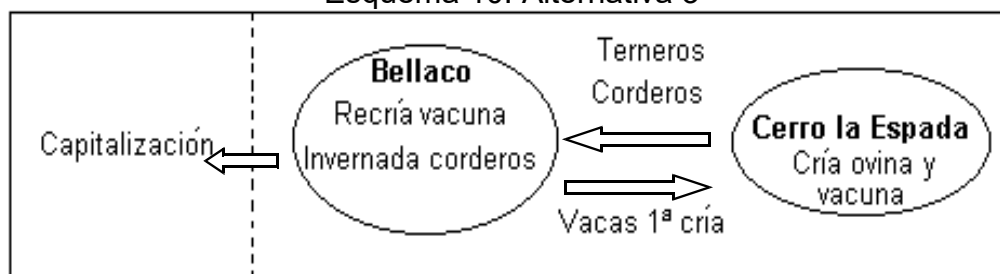 Capitalización
Bellaco
Recría vacuna
Invernada corderos
Terneros
Corderos
Vacas 1ª cría
Cerro la Espada
Cría ovina y
vacuna